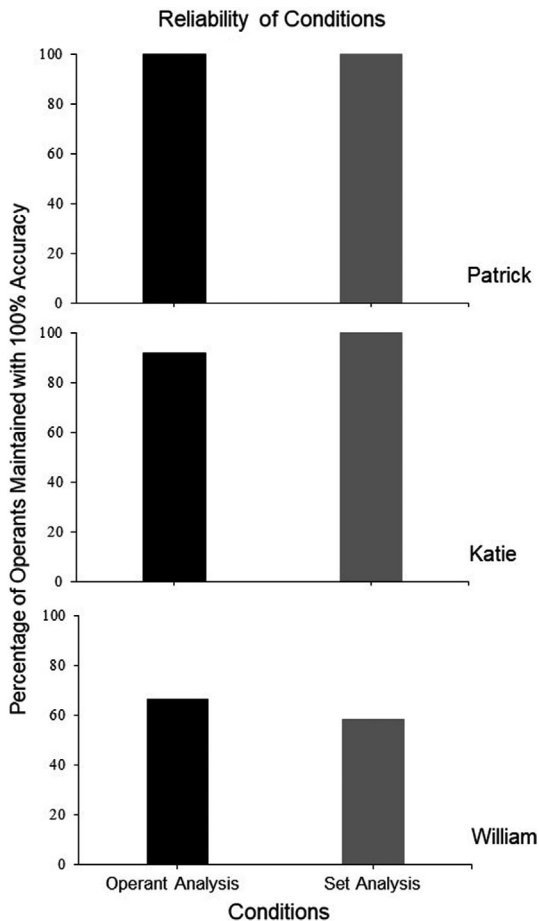 Reliability of Conditions
Percentage of Operants Maintained with 100% Accuracy
100
80
60
40
20
0
Patrick
100
80
60
40
20
0
Katie
100
80
60
40
20
0
William
Operant Analysis Set Analysis
Conditions